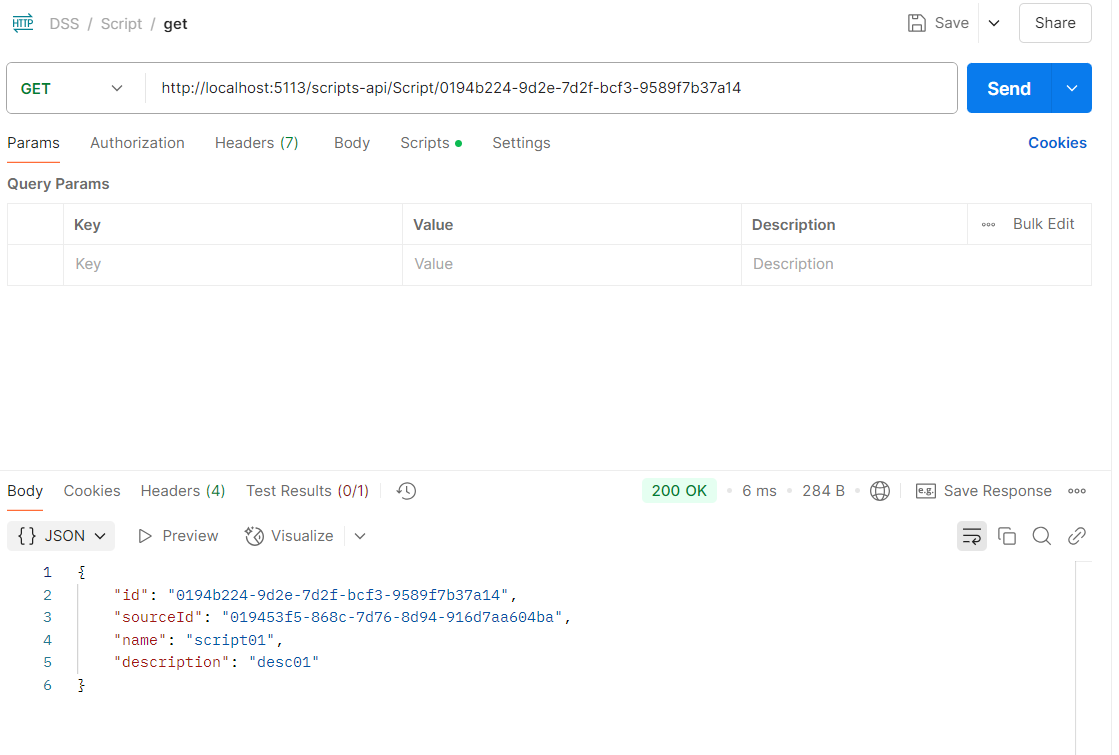 HTTP DSS / Script / get Save Share
GET http://localhost:5113/scripts-api/Script/0194b224-9d2e-7d2f-bcf3-9589f7b37a14 Send
Params Authorization Headers (7) Body Scripts Settings Cookies
Query Params
Key Value Description Bulk Edit
Key Value Description
Body Cookies Headers (4) Test Results (0/1) 200 OK 6 ms 284 B e.g. Save Response
{} JSON Preview Visualize
1 {
2 "id": "0194b224-9d2e-7d2f-bcf3-9589f7b37a14",
3 "sourceId": "019453f5-868c-7d76-8d94-916d7aa604ba",
4 "name": "script01",
5 "description": "desc01"
6 }